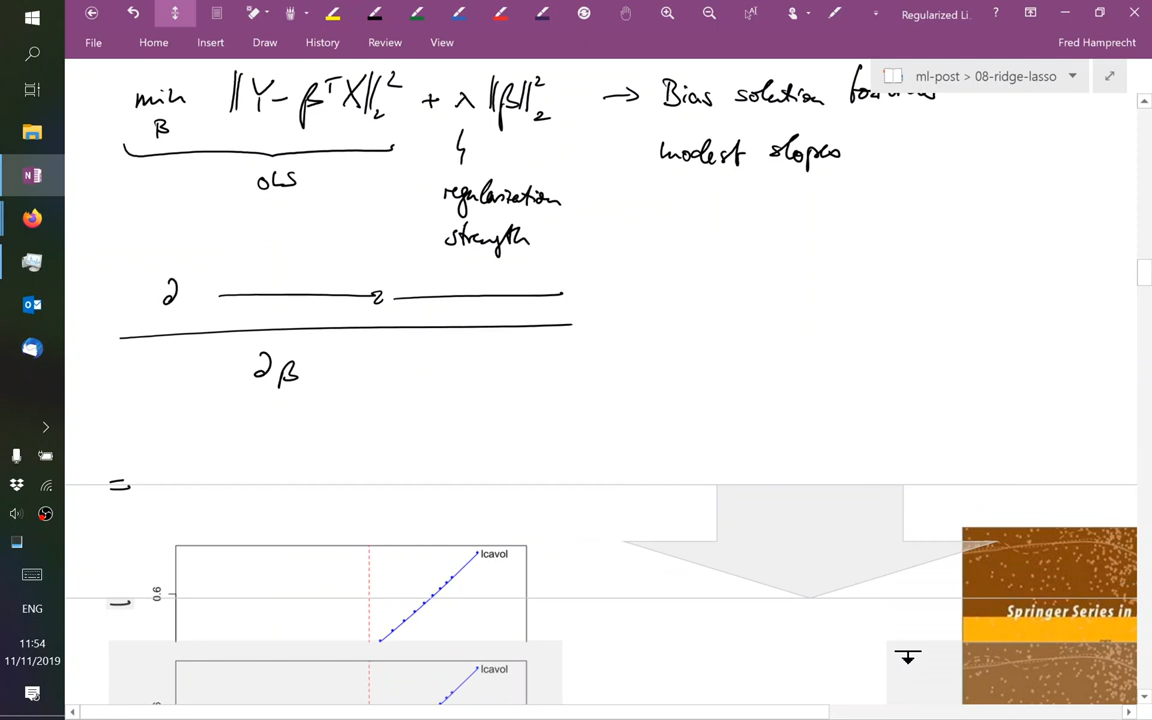 Regularized Li...
Fred Hamprecht
File Home Insert Draw History Review View
ml-post > 08-ridge-lasso
min ‖Y - βᵀX‖₂² + λ ‖β‖₂² → Bias solution
β
modest slopes
OLS
regularization
strength
∂
∂β
=
lcavol
0.6
Springer Series in
lcavol
ENG
11:54
11/11/2019